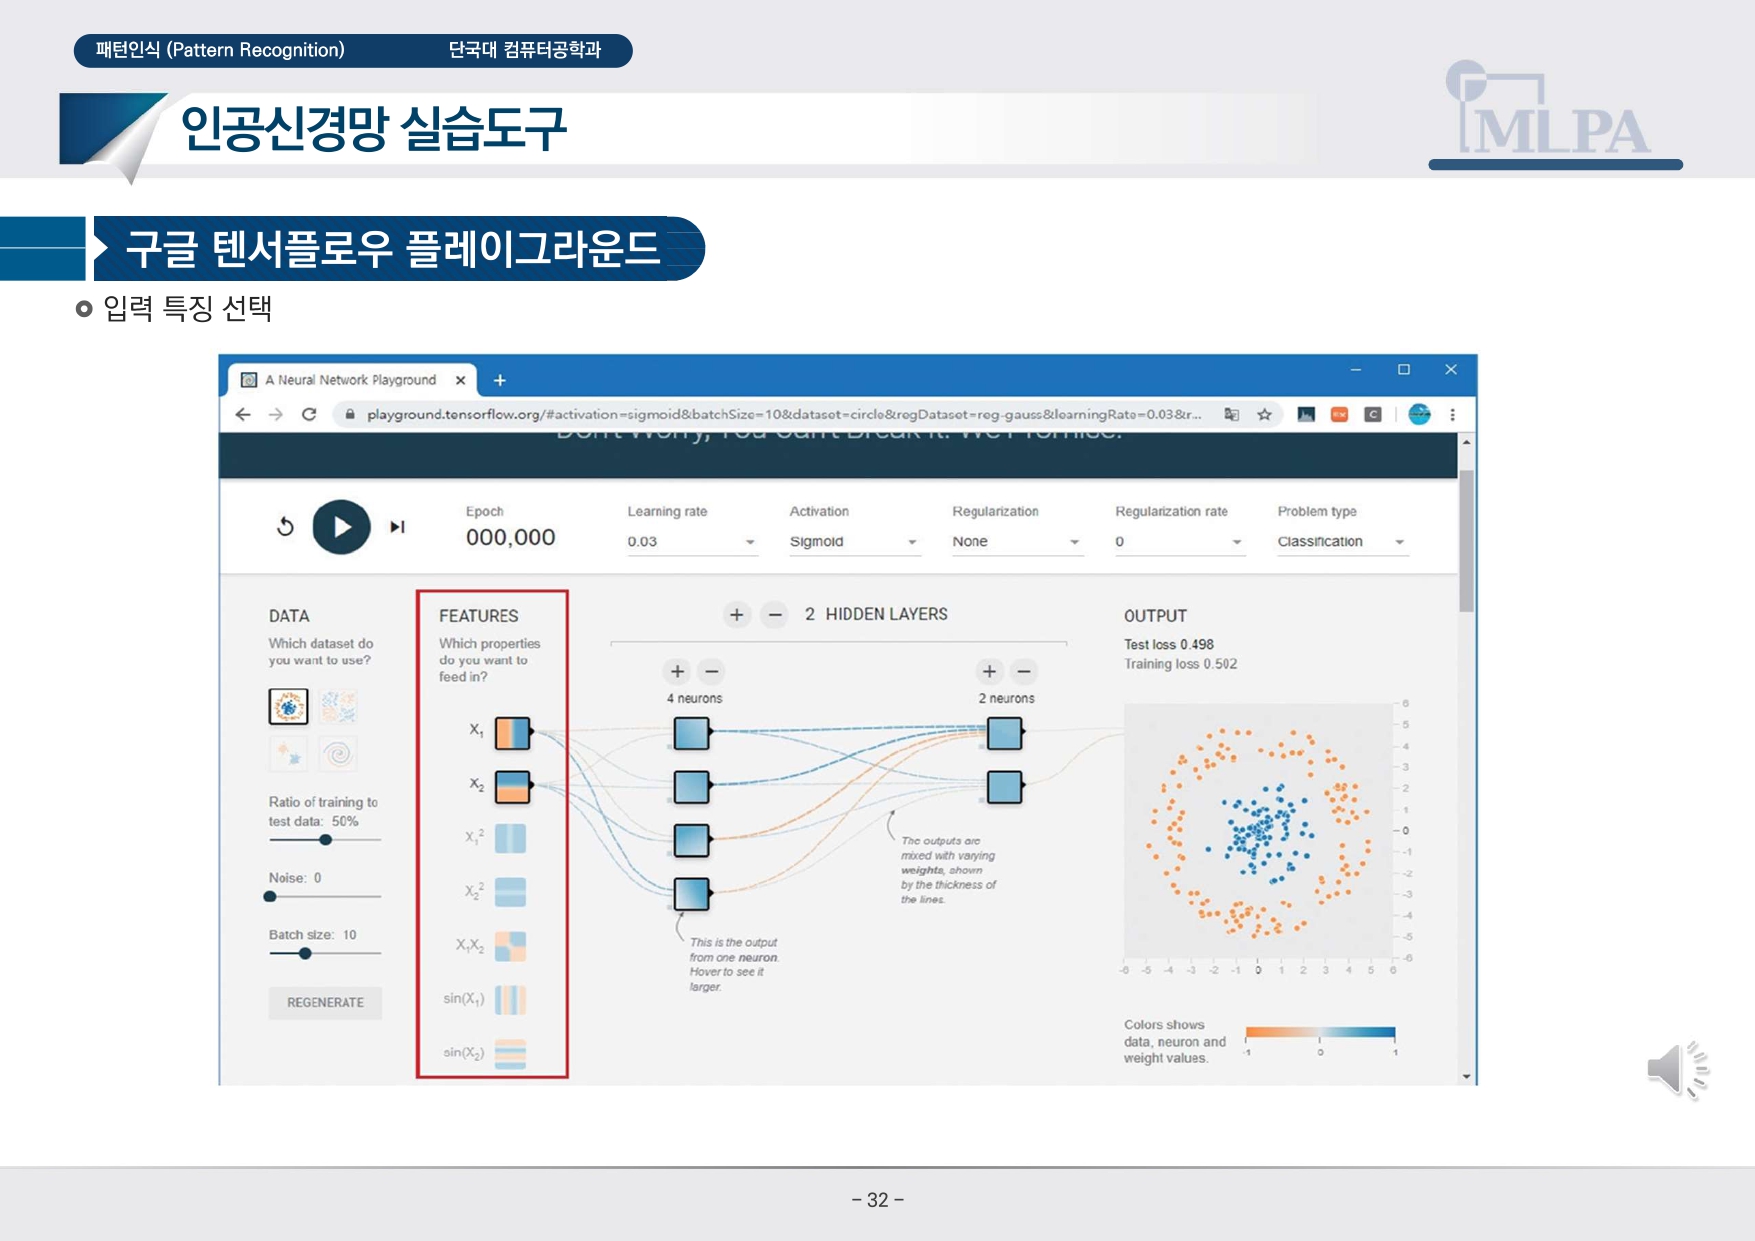 패턴인식 (Pattern Recognition) 단국대 컴퓨터공학과
인공신경망 실습도구
MLPA
구글 텐서플로우 플레이그라운드
입력 특징 선택
A Neural Network Playground
playground.tensorflow.org/#activation=sigmoid&batchSize=10&dataset=circle&regDataset=reg-gauss&learningRate=0.03&r...
Don't Worry, You Can't Break It. We Promise.
Epoch
000,000
Learning rate
0.03
Activation
Sigmoid
Regularization
None
Regularization rate
0
Problem type
Classification
DATA
Which dataset do
you want to use?
Ratio of training to
test data: 50%
Noise: 0
Batch size: 10
REGENERATE
FEATURES
Which properties
do you want to
feed in?
X₁
X₂
X₁²
X₂²
X₁X₂
sin(X₁)
sin(X₂)
+ − 2 HIDDEN LAYERS
+ −
4 neurons
+ −
2 neurons
The outputs are
mixed with varying
weights, shown
by the thickness of
the lines.
This is the output
from one neuron.
Hover to see it
larger.
OUTPUT
Test loss 0.498
Training loss 0.502
6
5
4
3
2
1
0
-1
-2
-3
-4
-5
-6
-6 -5 -4 -3 -2 -1 0 1 2 3 4 5 6
Colors shows
data, neuron and
weight values.
-1 0 1
- 32 -